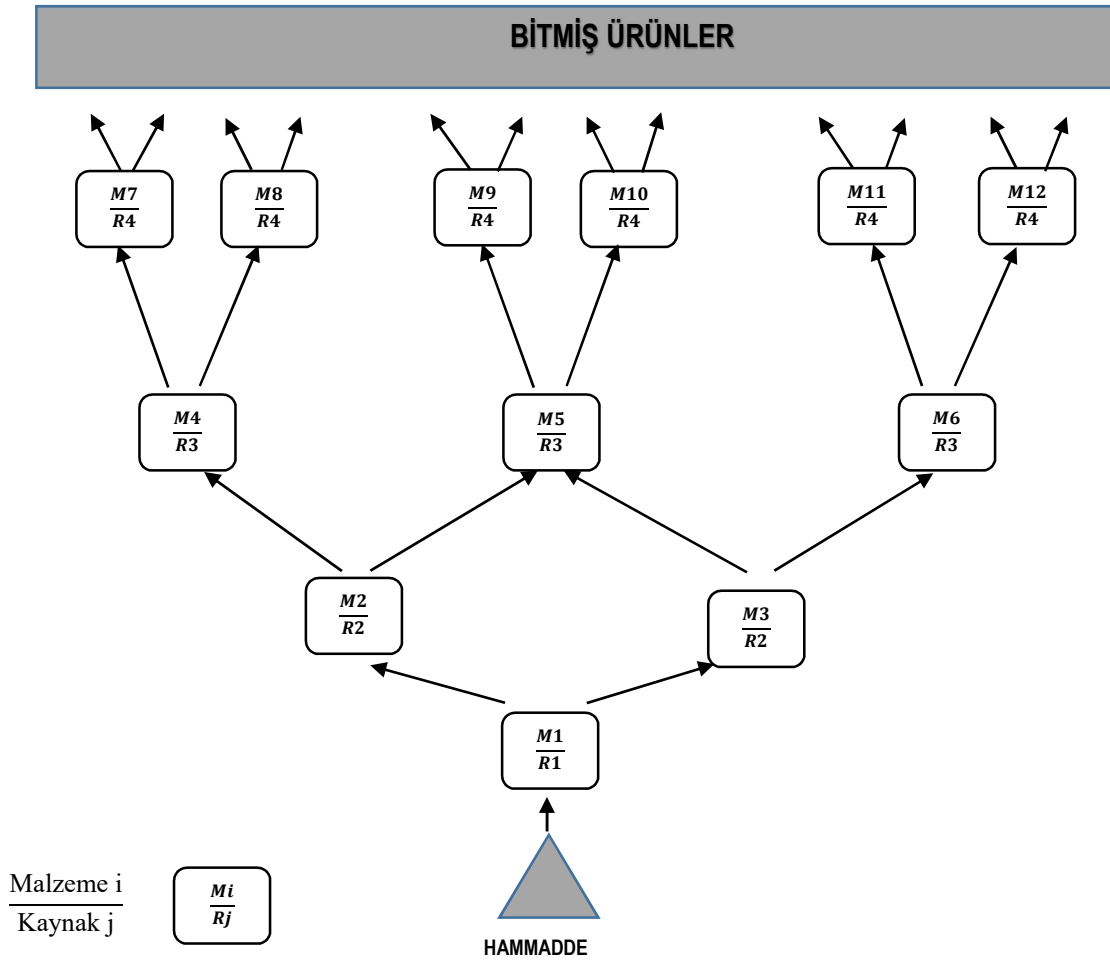 BİTMİŞ ÜRÜNLER
M7
R4
M8
R4
M9
R4
M10
R4
M11
R4
M12
R4
M4
R3
M5
R3
M6
R3
M2
R2
M3
R2
M1
R1
Malzeme i
Kaynak j
Mi
Rj
HAMMADDE